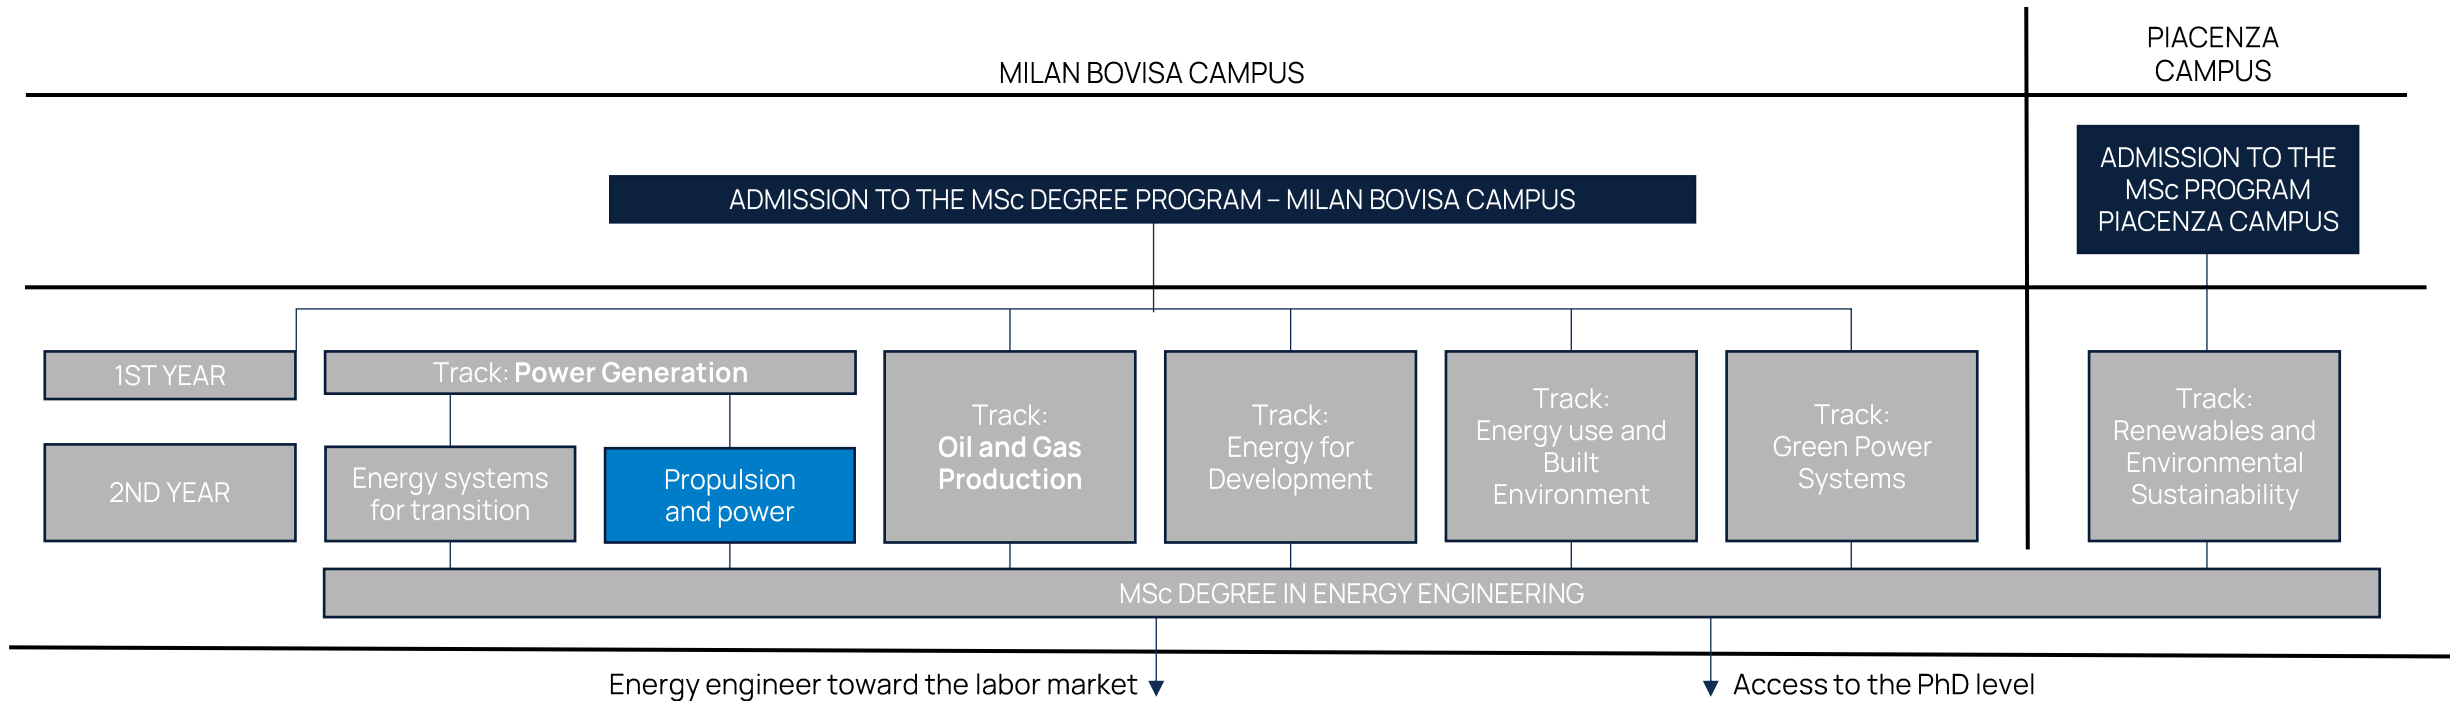 MILAN BOVISA CAMPUS
PIACENZA
CAMPUS
ADMISSION TO THE MSc DEGREE PROGRAM – MILAN BOVISA CAMPUS
ADMISSION TO THE
MSc PROGRAM
PIACENZA CAMPUS
1ST YEAR
Track: Power Generation
2ND YEAR
Energy systems
for transition
Propulsion
and power
Track:
Oil and Gas
Production
Track:
Energy for
Development
Track:
Energy use and
Built
Environment
Track:
Green Power
Systems
Track:
Renewables and
Environmental
Sustainability
MSc DEGREE IN ENERGY ENGINEERING
Energy engineer toward the labor market
Access to the PhD level